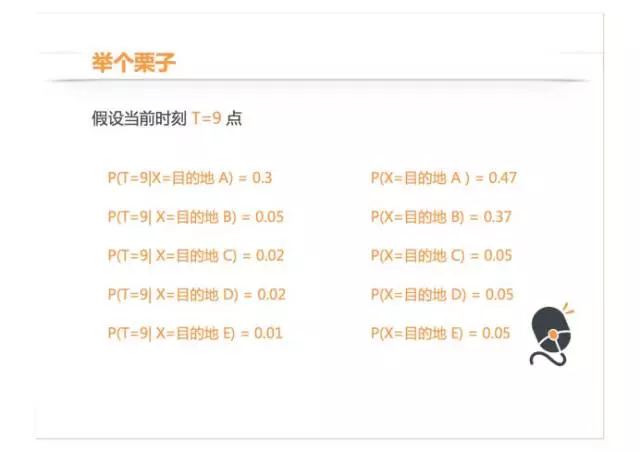 举个栗子
假设当前时刻 T=9 点
P(T=9|X=目的地 A) = 0.3
P(X=目的地 A ) = 0.47
P(T=9| X=目的地 B) = 0.05
P(X=目的地 B) = 0.37
P(T=9| X=目的地 C) = 0.02
P(X=目的地 C) = 0.05
P(T=9| X=目的地 D) = 0.02
P(X=目的地 D) = 0.05
P(T=9| X=目的地 E) = 0.01
P(X=目的地 E) = 0.05